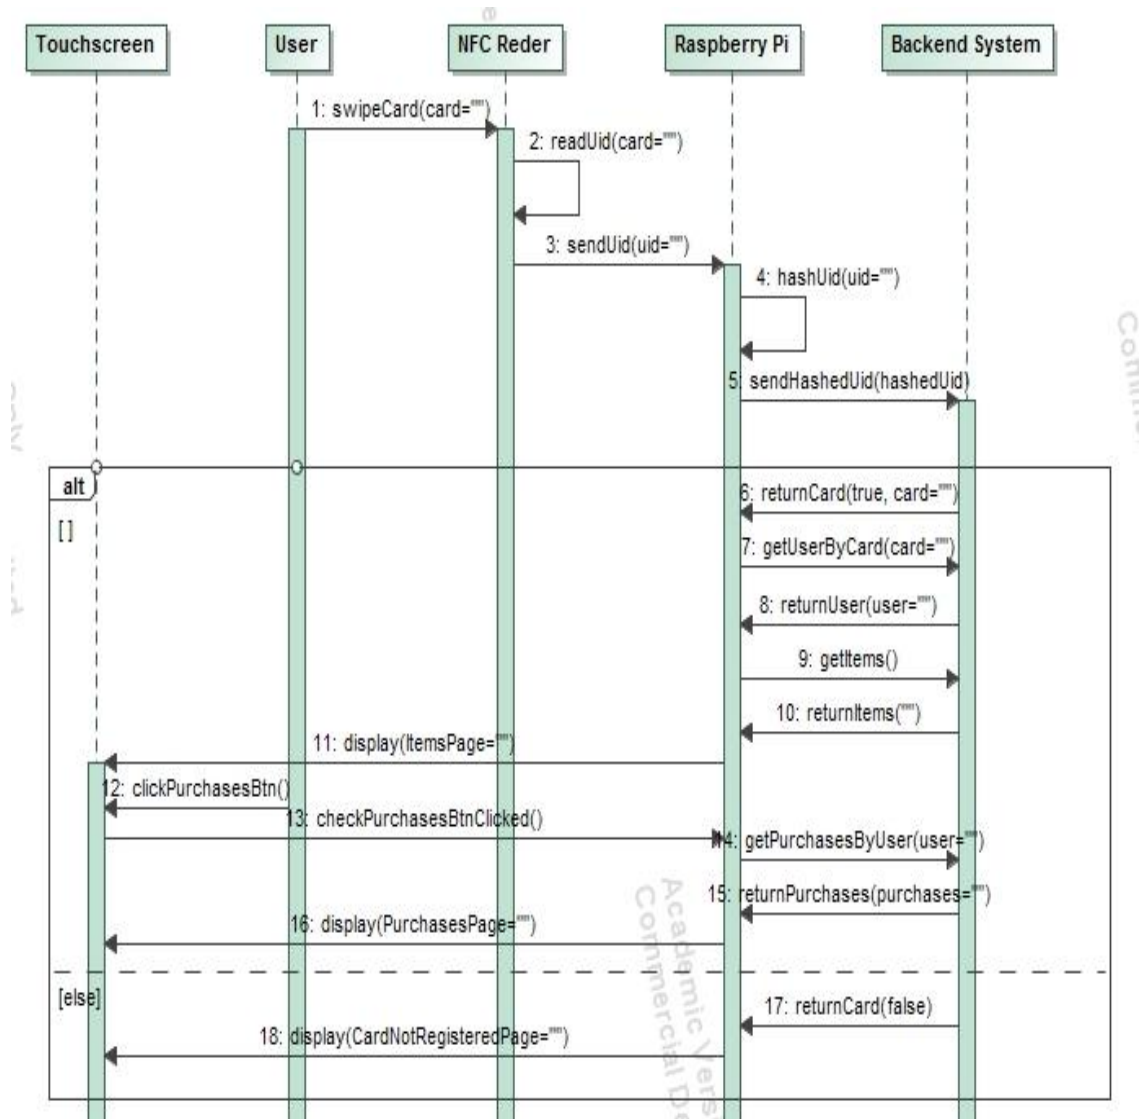 Touchscreen
User
NFC Reder
Raspberry Pi
Backend System
1: swipeCard(card="")
2: readUid(card="")
3: sendUid(uid="")
4: hashUid(uid="")
5: sendHashedUid(hashedUid)
alt
6: returnCard(true, card="")
[ ]
7: getUserByCard(card="")
8: returnUser(user="")
9: getItems()
10: returnItems("")
11: display(ItemsPage="")
12: clickPurchasesBtn()
13: checkPurchasesBtnClicked()
14: getPurchasesByUser(user="")
15: returnPurchases(purchases="")
16: display(PurchasesPage="")
[else]
17: returnCard(false)
18: display(CardNotRegisteredPage="")
Academic Vers
Commercial De